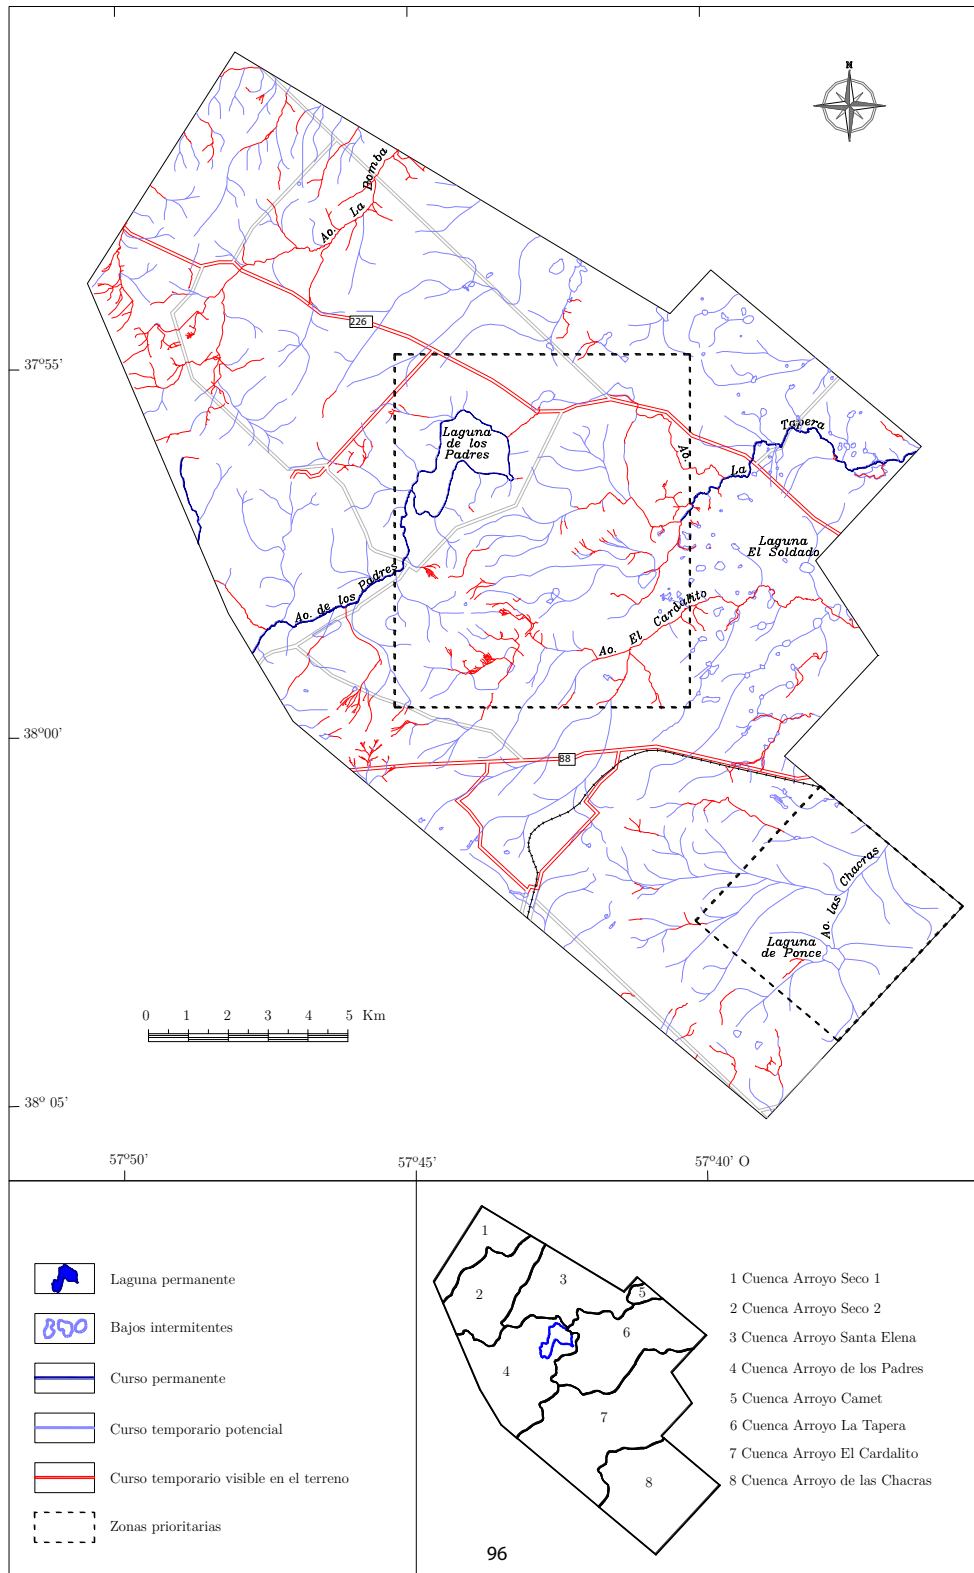 N
Ao. La Bomba
226
37º55'
Laguna
de los
Padres
Tapera
Ao.
La
Laguna
El Soldado
Ao. de los Padres
Ao. El Cardalito
38º00'
88
Ao. las Chacras
Laguna
de Ponce
0 1 2 3 4 5 Km
38º 05'
57º50'
57º45'
57º40' O
Laguna permanente
Bajos intermitentes
Curso permanente
Curso temporario potencial
Curso temporario visible en el terreno
Zonas prioritarias
1
2
3
4
5
6
7
8
1 Cuenca Arroyo Seco 1
2 Cuenca Arroyo Seco 2
3 Cuenca Arroyo Santa Elena
4 Cuenca Arroyo de los Padres
5 Cuenca Arroyo Camet
6 Cuenca Arroyo La Tapera
7 Cuenca Arroyo El Cardalito
8 Cuenca Arroyo de las Chacras
96